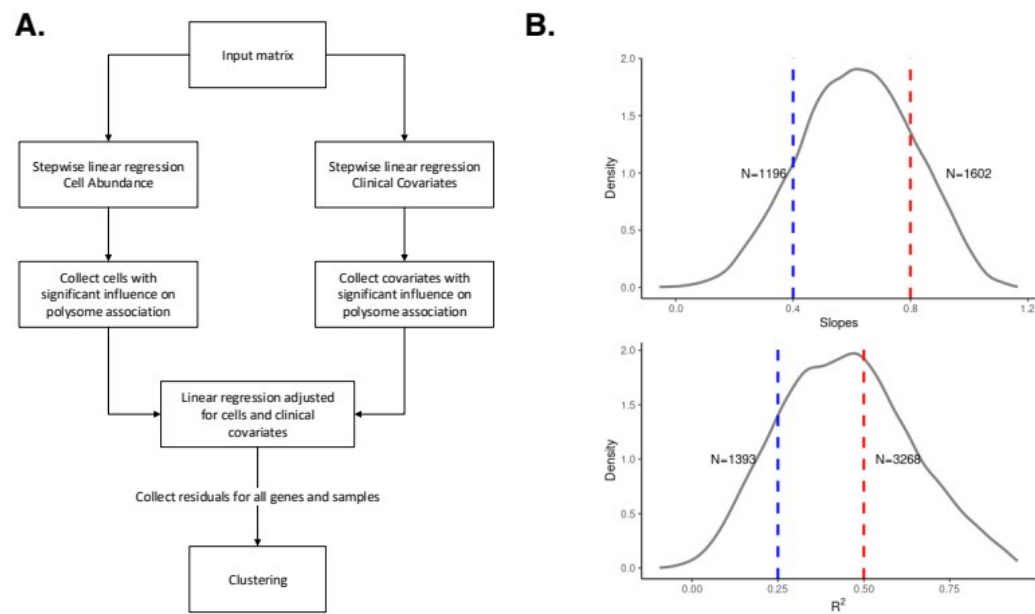 A.
Input matrix
Stepwise linear regression
Cell Abundance
Stepwise linear regression
Clinical Covariates
Collect cells with
significant influence on
polysome association
Collect covariates with
significant influence on
polysome association
Linear regression adjusted
for cells and clinical
covariates
Collect residuals for all genes and samples
Clustering
B.
2.0
1.5
1.0
0.5
0.0
Density
N=1196
N=1602
0.0 0.4 0.8 1.2
Slopes
2.0
1.5
1.0
0.5
0.0
Density
N=1393
N=3268
0.00 0.25 0.50 0.75
R²